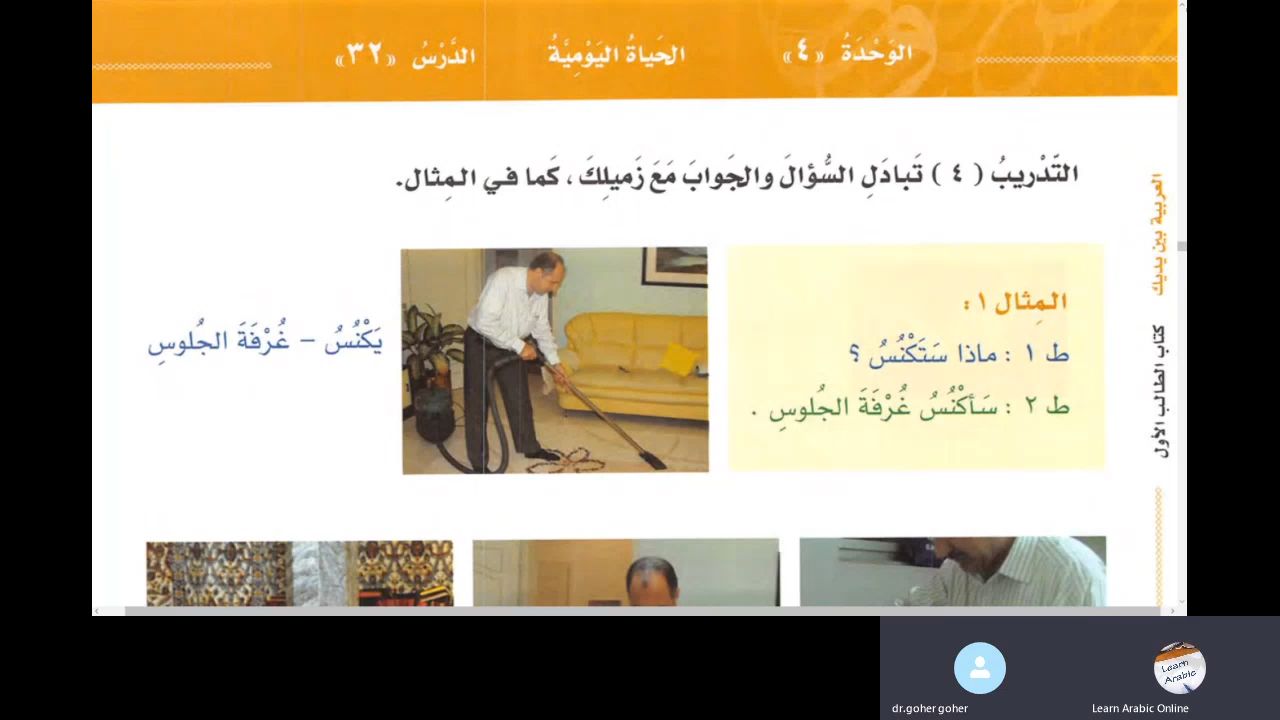 الوَحْدَةُ «٤» الحَياةُ اليَوْمِيَّةُ الدَّرْسُ «٣٢»
التَّدْريبُ ( ٤ ) تَبادَلِ السُّؤالَ والجَوابَ مَعَ زَميلِكَ ، كَما في المِثال.
المِثال ١ :
ط ١ : ماذا سَتَكْنُسُ ؟
ط ٢ : سَأكْنُسُ غُرْفَةَ الجُلوسِ .
يَكْنُسُ – غُرْفَةَ الجُلوسِ
العربية بين يديك
كتاب الطالب الأول
dr.goher goher
Learn Arabic
Learn Arabic Online